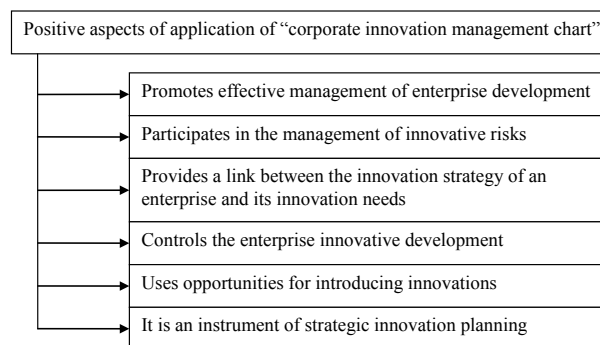 Positive aspects of application of “corporate innovation management chart”
Promotes effective management of enterprise development
Participates in the management of innovative risks
Provides a link between the innovation strategy of an
enterprise and its innovation needs
Controls the enterprise innovative development
Uses opportunities for introducing innovations
It is an instrument of strategic innovation planning